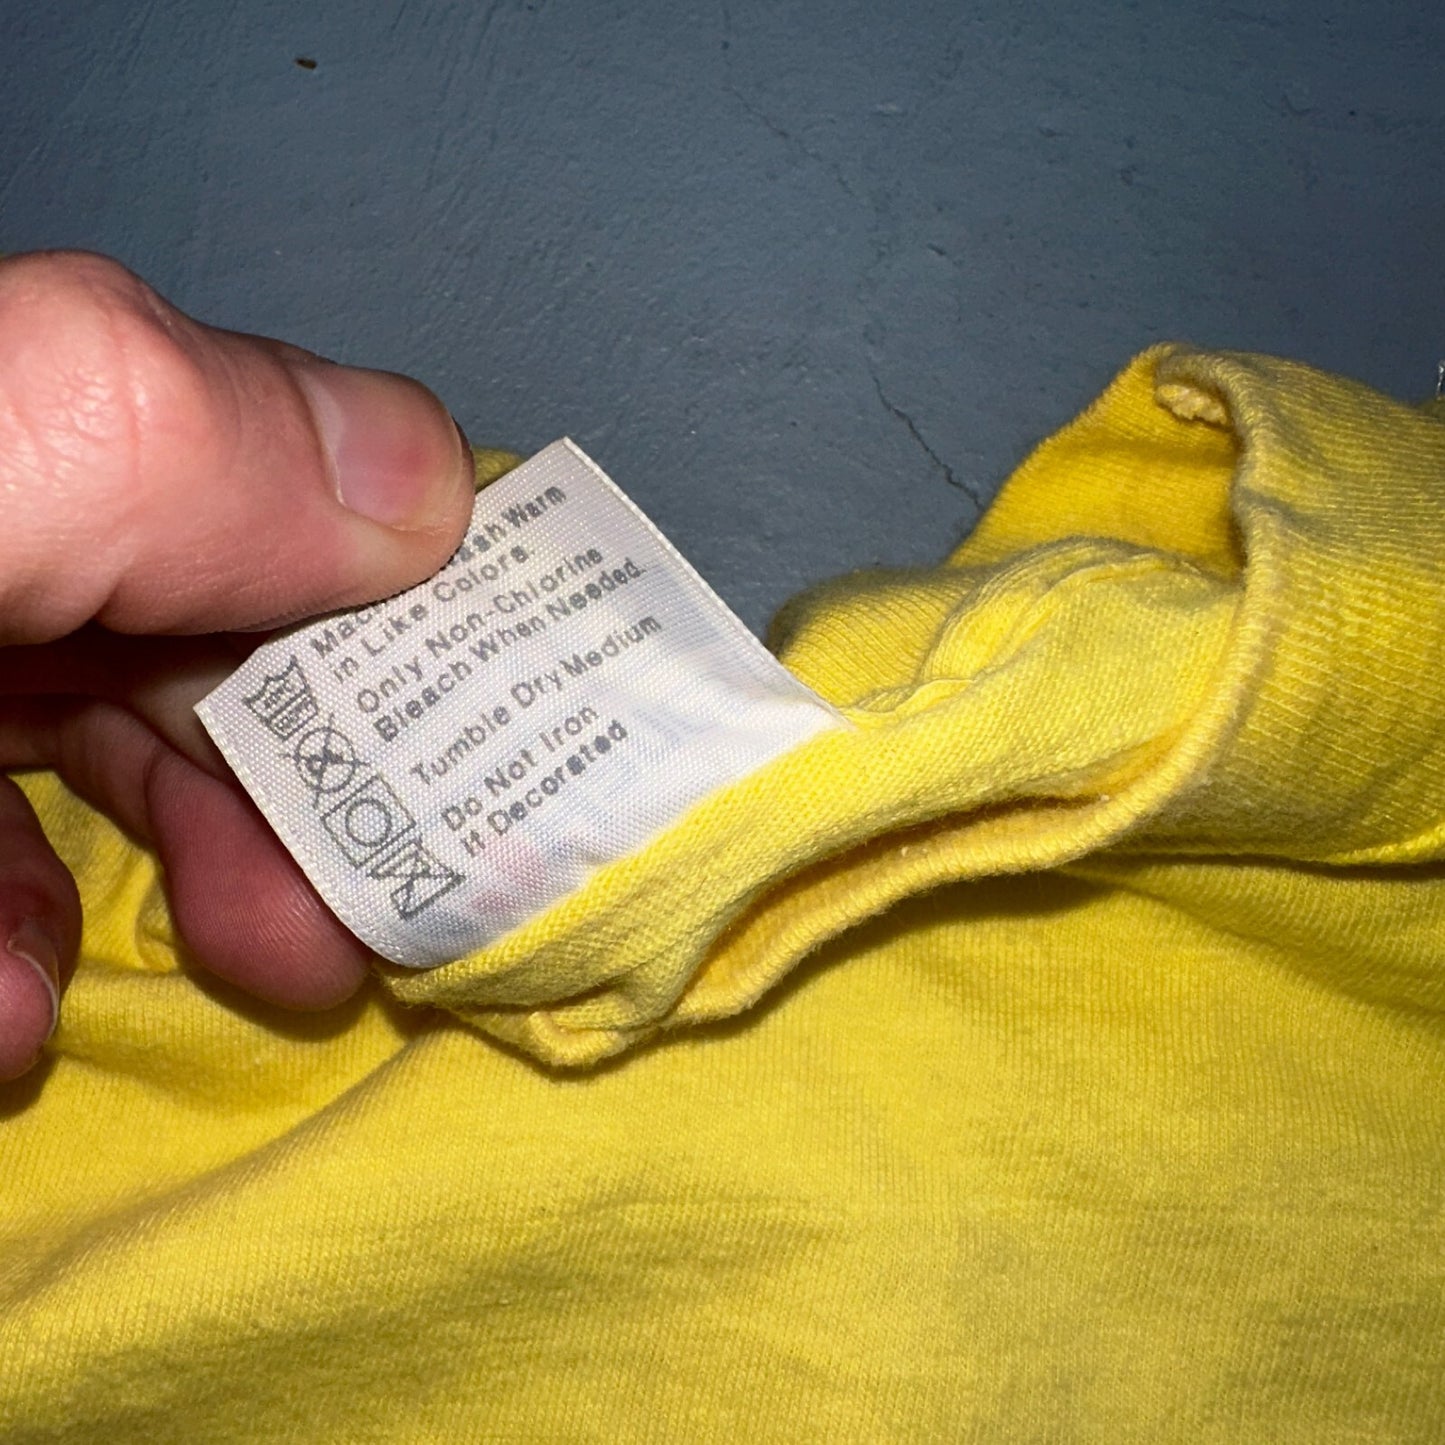 Machine Wash Warm
in Like Colors.
Only Non-Chlorine
Bleach When Needed.
Tumble Dry Medium
Do Not Iron
if Decorated